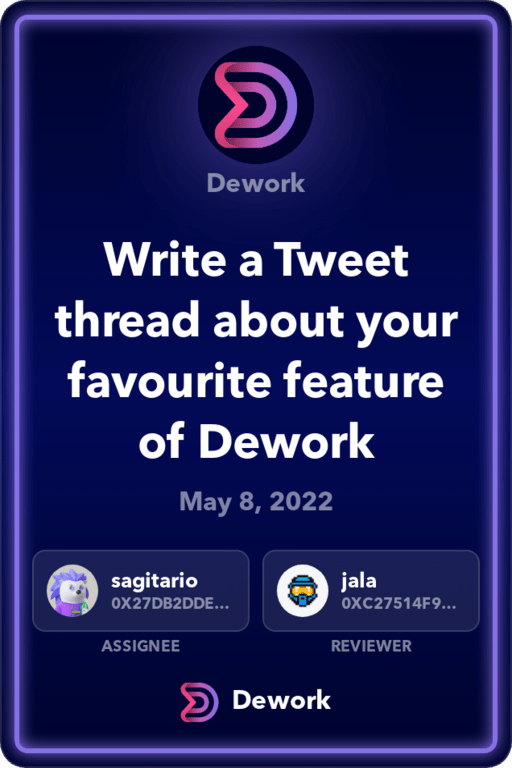 Dework
Write a Tweet
thread about your
favourite feature
of Dework
May 8, 2022
sagitario
0X27DB2DDE...
jala
0XC27514F9...
ASSIGNEE
REVIEWER
Dework